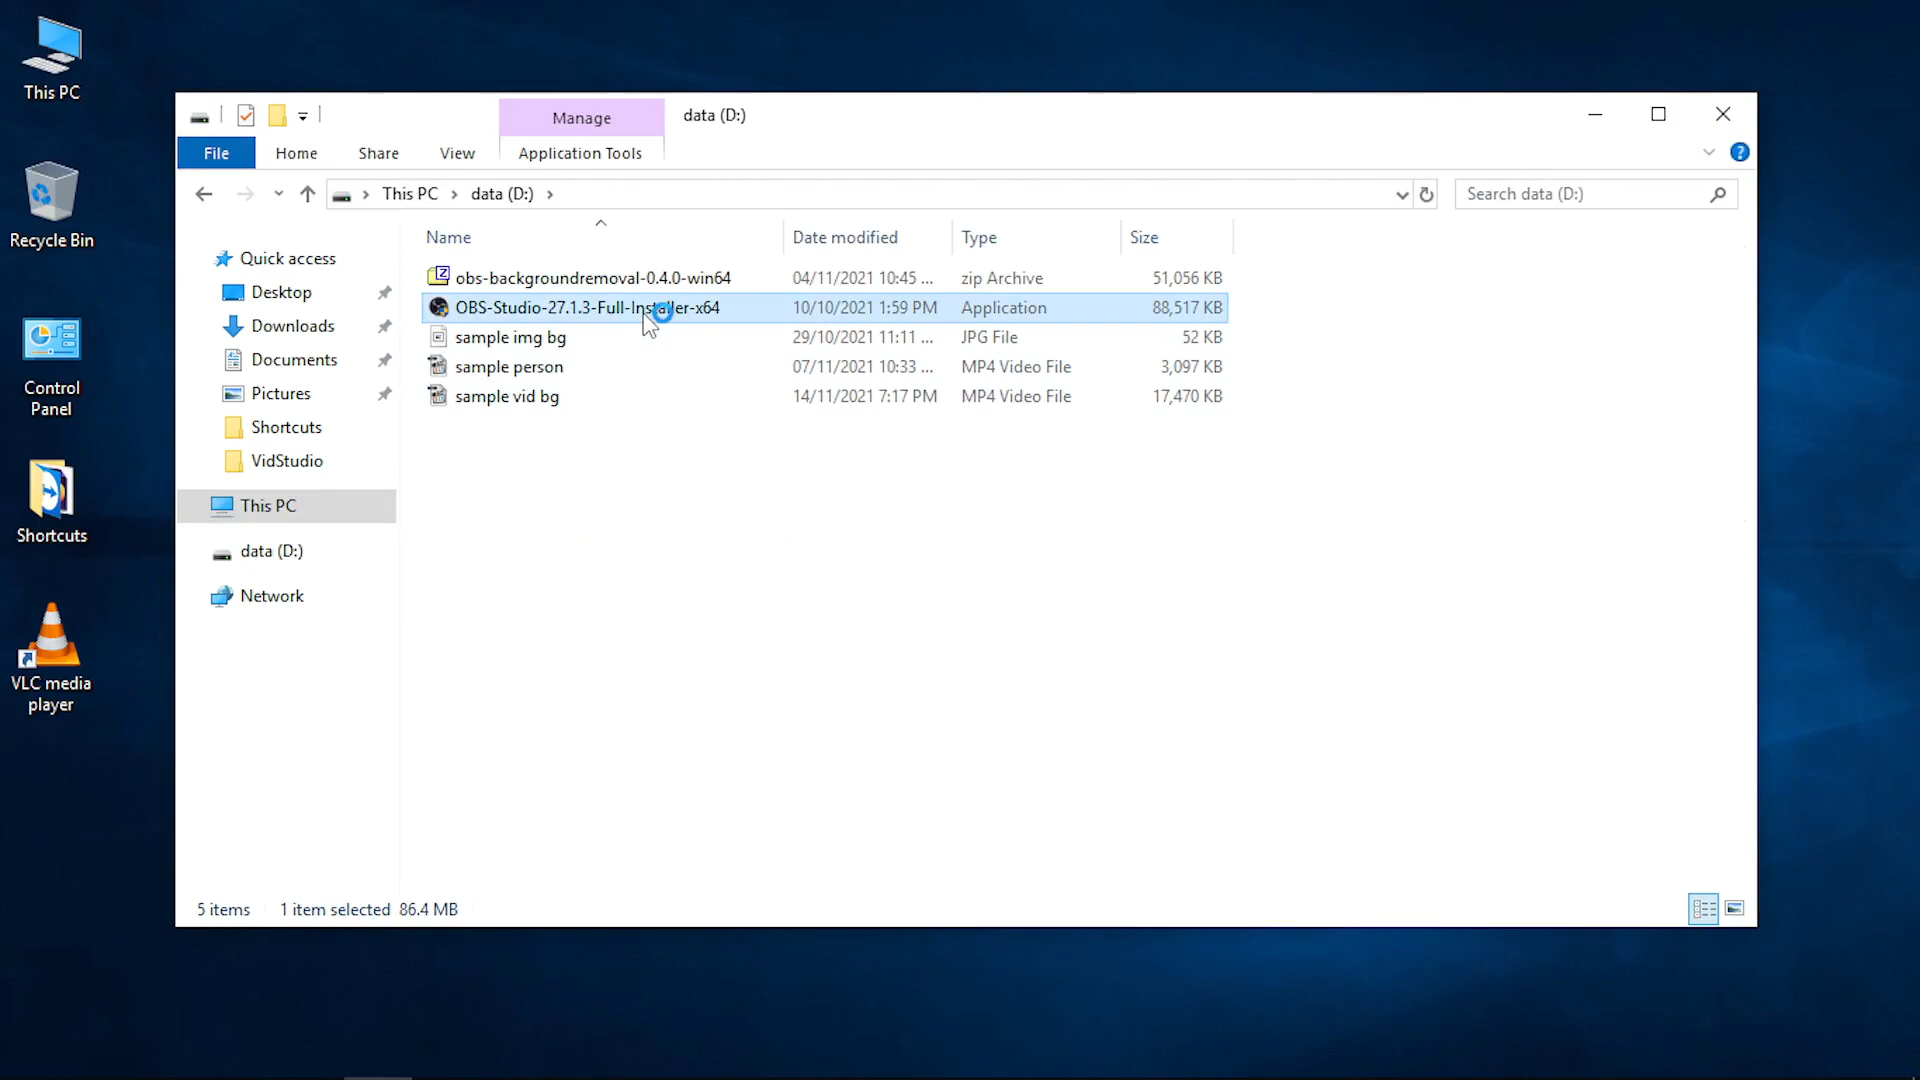 This PC
Recycle Bin
Control
Panel
Shortcuts
VLC media
player
Manage
data (D:)
File
Home
Share
View
Application Tools
This PC
data (D:)
Search data (D:)
Quick access
Desktop
Downloads
Documents
Pictures
Shortcuts
VidStudio
This PC
data (D:)
Network
Name Date modified Type Size
obs-backgroundremoval-0.4.0-win64 04/11/2021 10:45 ... zip Archive 51,056 KB
OBS-Studio-27.1.3-Full-Installer-x64 10/10/2021 1:59 PM Application 88,517 KB
sample img bg 29/10/2021 11:11 ... JPG File 52 KB
sample person 07/11/2021 10:33 ... MP4 Video File 3,097 KB
sample vid bg 14/11/2021 7:17 PM MP4 Video File 17,470 KB
5 items 1 item selected 86.4 MB